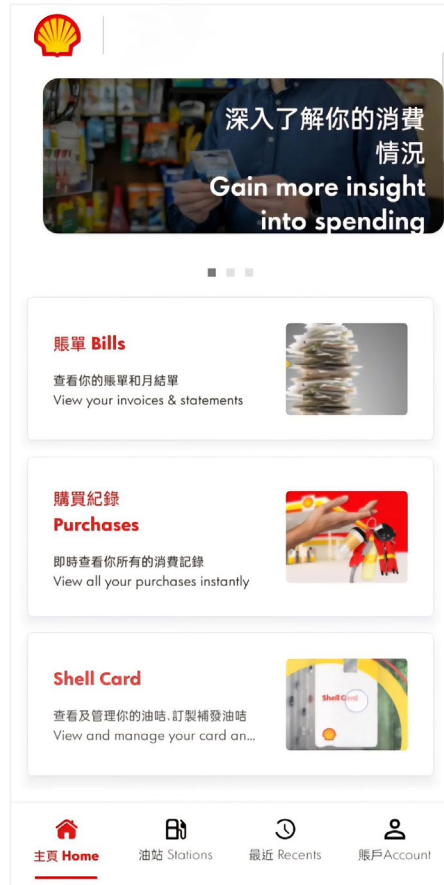 深入了解你的消費
情況
Gain more insight
into spending
賬單 Bills
查看你的賬單和月結單
View your invoices & statements
購買紀錄
Purchases
即時查看你所有的消費記錄
View all your purchases instantly
Shell Card
查看及管理你的油咭､訂製補發油咭
View and manage your card an...
Shell Card
主頁 Home
油站 Stations
最近 Recents
賬戶Account